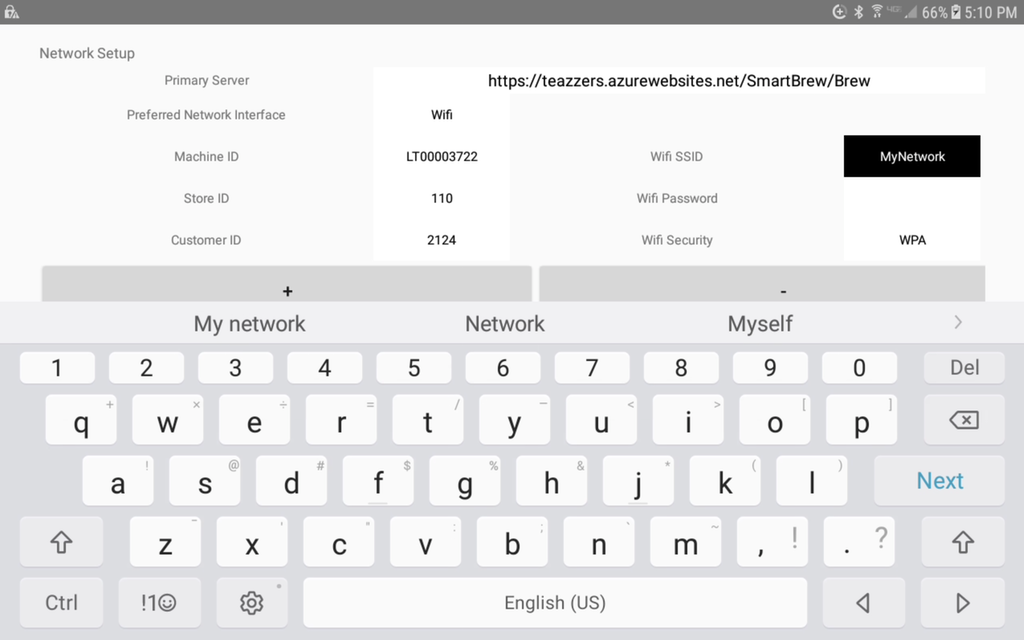 66% 5:10 PM
Network Setup
Primary Server https://teazzers.azurewebsites.net/SmartBrew/Brew
Preferred Network Interface Wifi
Machine ID LT00003722 Wifi SSID MyNetwork
Store ID 110 Wifi Password
Customer ID 2124 Wifi Security WPA
+ -
My network Network Myself
1 2 3 4 5 6 7 8 9 0 Del
q + w × e ÷ r = t / y _ u < i > o [ p ]
a ! s @ d # f $ g % h & j * k ( l ) Next
z x c v : b ; n ` m ~ , ! . ?
Ctrl !1☺ English (US)